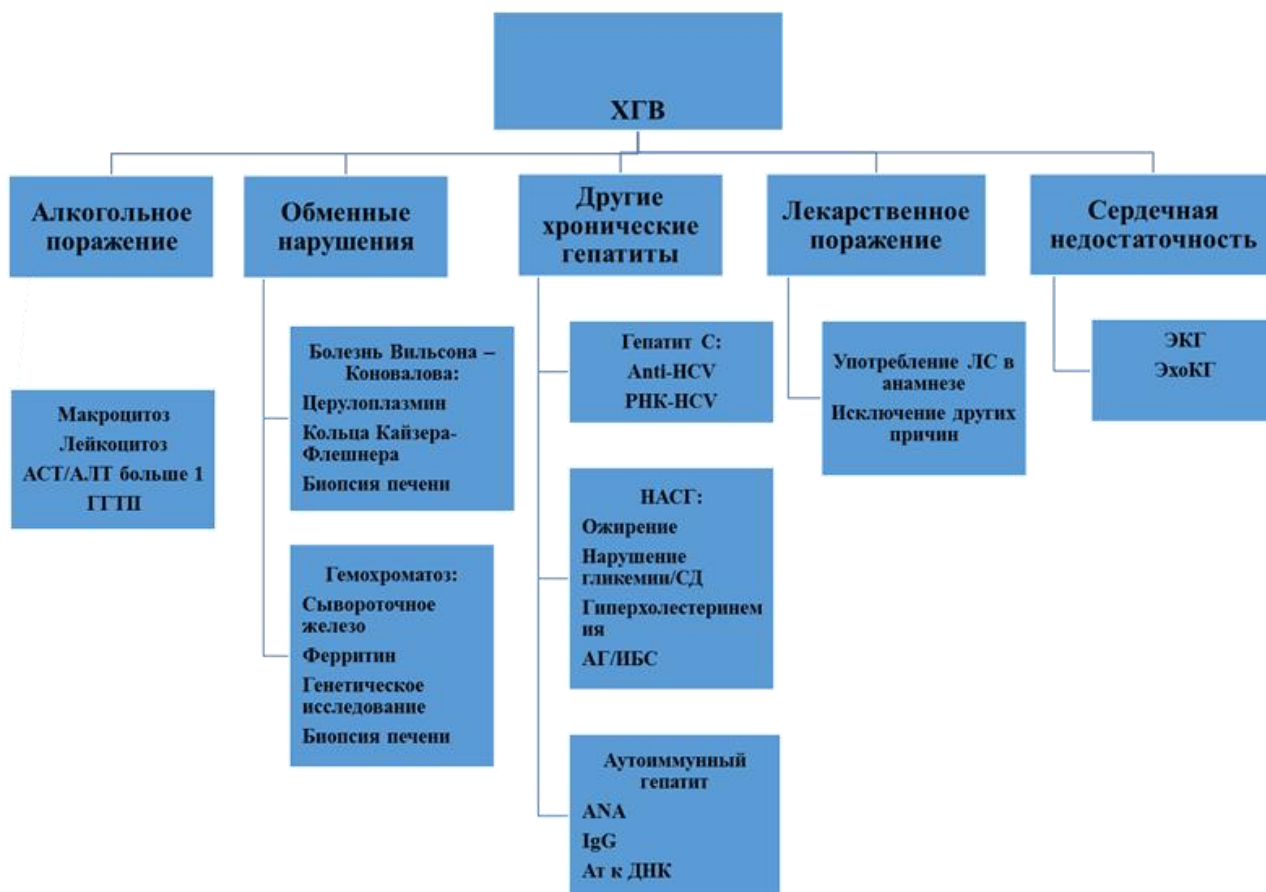 ХГВ
Алкогольное
поражение
Макроцитоз
Лейкоцитоз
АСТ/АЛТ больше 1
ГГТП
Обменные
нарушения
Болезнь Вильсона –
Коновалова:
Церулоплазмин
Кольца Кайзера-
Флешнера
Биопсия печени
Гемохроматоз:
Сывороточное
железо
Ферритин
Генетическое
исследование
Биопсия печени
Другие
хронические
гепатиты
Гепатит С:
Anti-HCV
РНК-HCV
НАСГ:
Ожирение
Нарушение
гликемии/СД
Гиперхолестеринем
ия
АГ/ИБС
Аутоиммунный
гепатит
ANA
IgG
Ат к ДНК
Лекарственное
поражение
Употребление ЛС в
анамнезе
Исключение других
причин
Сердечная
недостаточность
ЭКГ
ЭхоКГ